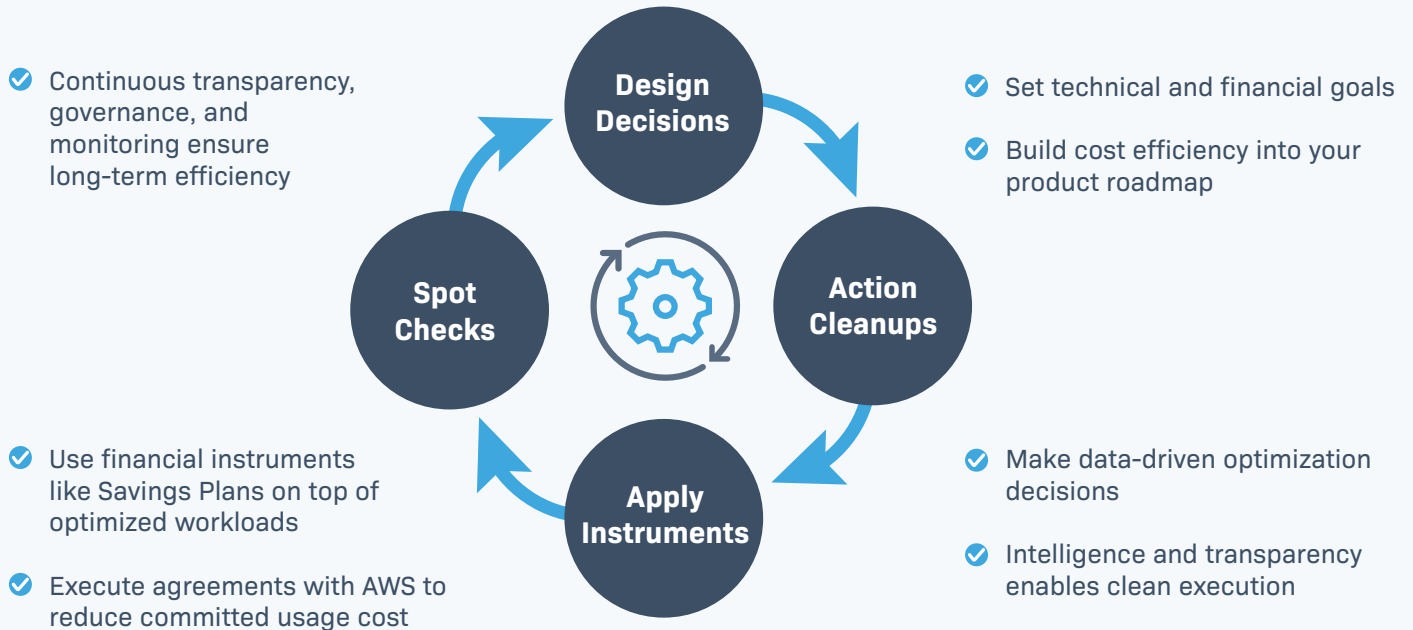 Design
Decisions
Continuous transparency,
governance, and
monitoring ensure
long-term efficiency
Set technical and financial goals
Build cost efficiency into your
product roadmap
Spot
Checks
Action
Cleanups
Use financial instruments
like Savings Plans on top of
optimized workloads
Execute agreements with AWS to
reduce committed usage cost
Apply
Instruments
Make data-driven optimization
decisions
Intelligence and transparency
enables clean execution